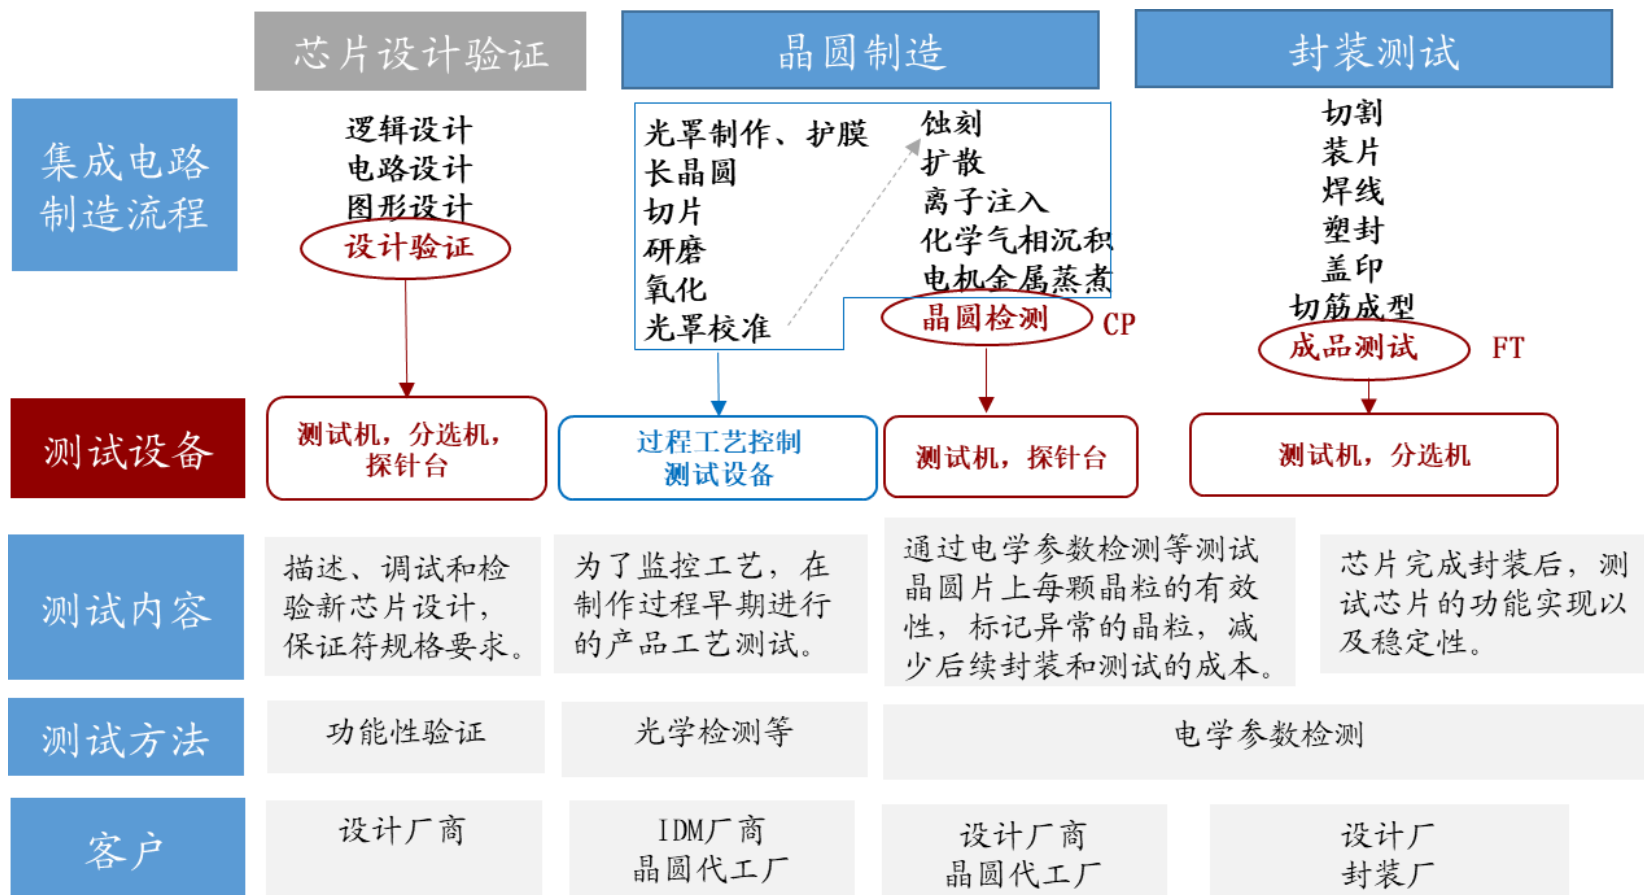 芯片设计验证
晶圆制造
封装测试
集成电路
制造流程
逻辑设计
电路设计
图形设计
设计验证
光罩制作、护膜
长晶圆
切片
研磨
氧化
光罩校准
蚀刻
扩散
离子注入
化学气相沉积
电机金属蒸煮
晶圆检测
CP
切割
装片
焊线
塑封
盖印
切筋成型
成品测试
FT
测试设备
测试机，分选机，
探针台
过程工艺控制
测试设备
测试机，探针台
测试机，分选机
测试内容
描述、调试和检
验新芯片设计，
保证符规格要求。
为了监控工艺，在
制作过程早期进行
的产品工艺测试。
通过电学参数检测等测试
晶圆片上每颗晶粒的有效
性，标记异常的晶粒，减
少后续封装和测试的成本。
芯片完成封装后，测
试芯片的功能实现以
及稳定性。
测试方法
功能性验证
光学检测等
电学参数检测
客户
设计厂商
IDM厂商
晶圆代工厂
设计厂商
晶圆代工厂
设计厂
封装厂